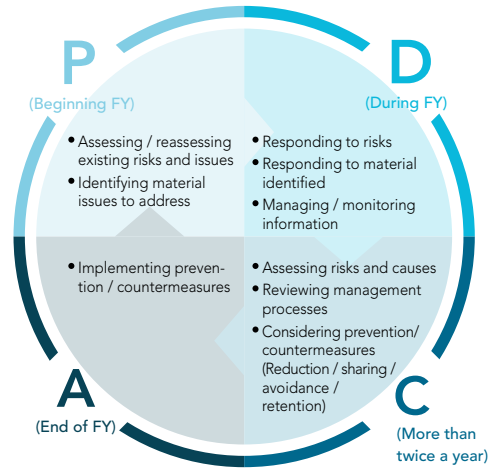 P
(Beginning FY)
• Assessing / reassessing
existing risks and issues
• Identifying material
issues to address
D
(During FY)
• Responding to risks
• Responding to material
identified
• Managing / monitoring
information
• Implementing preven-
tion / countermeasures
A
(End of FY)
• Assessing risks and causes
• Reviewing management
processes
• Considering prevention/
countermeasures
(Reduction / sharing /
avoidance /
retention)
C
(More than
twice a year)